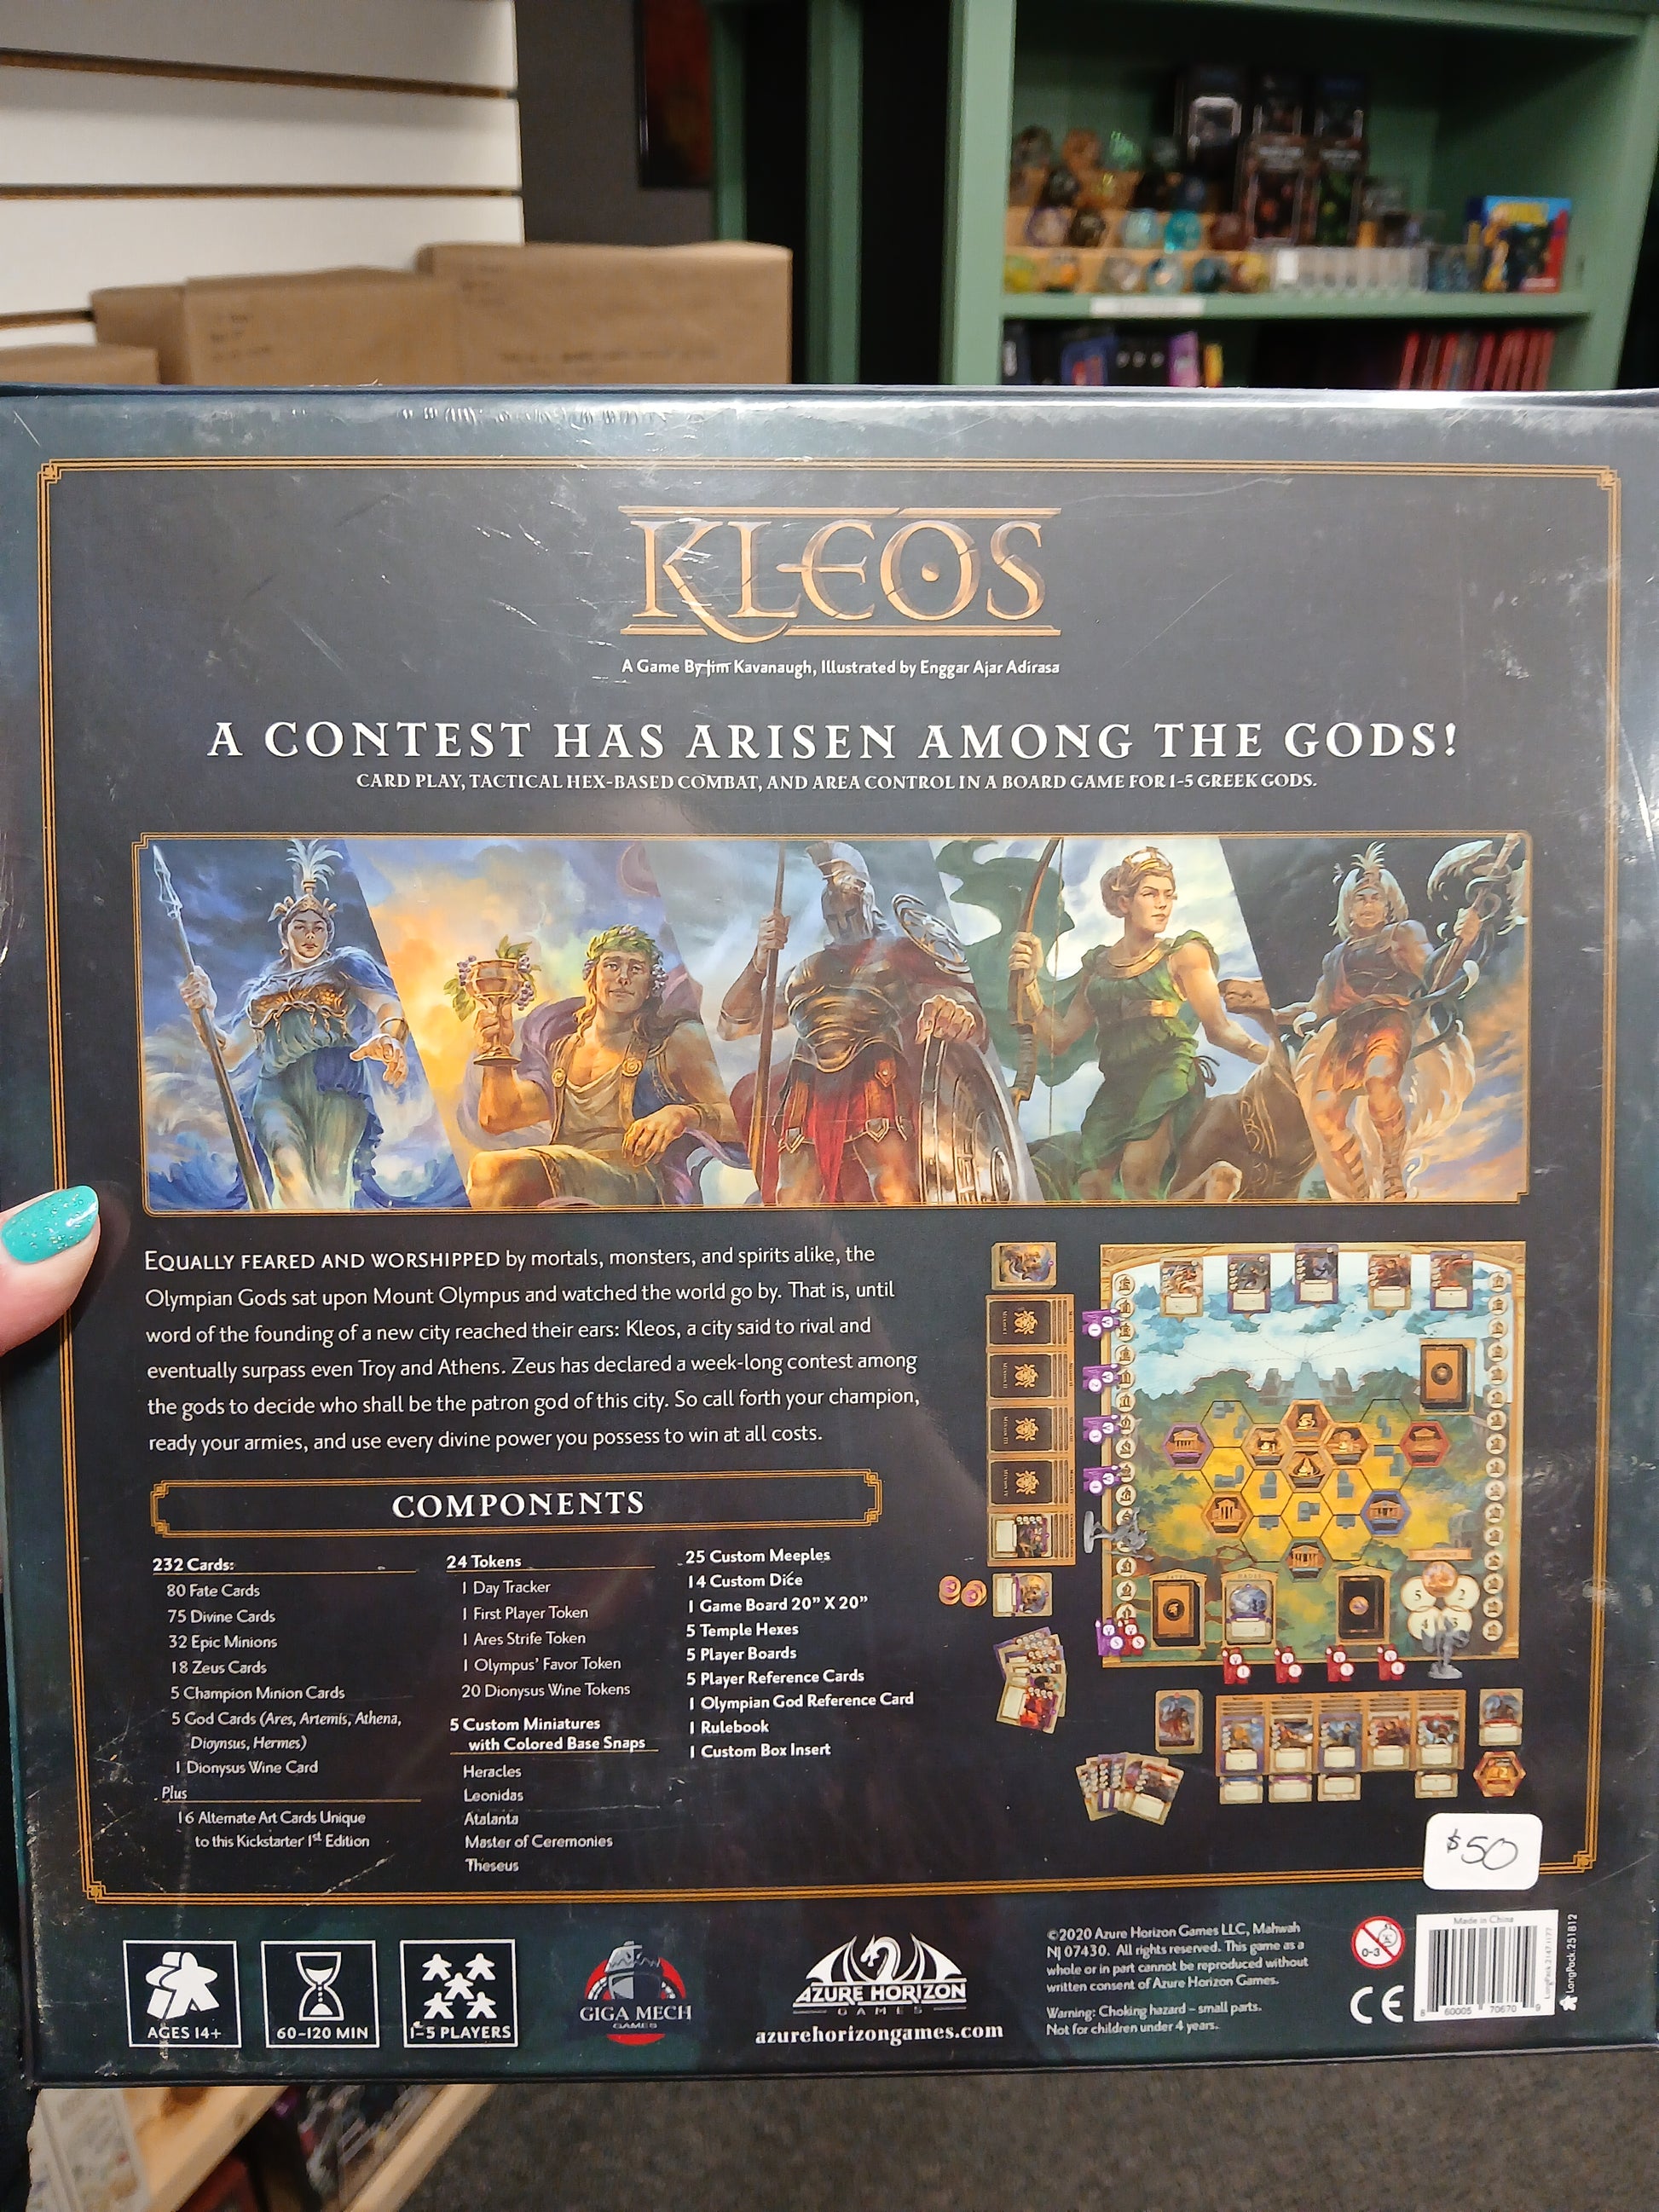 KLEOS
A Game By Jim Kavanaugh, Illustrated by Enggar Ajar Adirasa
A CONTEST HAS ARISEN AMONG THE GODS!
CARD PLAY, TACTICAL HEX-BASED COMBAT, AND AREA CONTROL IN A BOARD GAME FOR 1-5 GREEK GODS.
EQUALLY FEARED AND WORSHIPPED by mortals, monsters, and spirits alike, the
Olympian Gods sat upon Mount Olympus and watched the world go by. That is, until
word of the founding of a new city reached their ears: Kleos, a city said to rival and
eventually surpass even Troy and Athens. Zeus has declared a week-long contest among
the gods to decide who shall be the patron god of this city. So call forth your champion,
ready your armies, and use every divine power you possess to win at all costs.
COMPONENTS
232 Cards:
80 Fate Cards
75 Divine Cards
32 Epic Minions
18 Zeus Cards
5 Champion Minion Cards
5 God Cards (Ares, Artemis, Athena,
Dioynsus, Hermes)
1 Dionysus Wine Card
Plus
16 Alternate Art Cards Unique
to this Kickstarter 1st Edition
24 Tokens
1 Day Tracker
1 First Player Token
1 Ares Strife Token
1 Olympus' Favor Token
20 Dionysus Wine Tokens
5 Custom Miniatures
with Colored Base Snaps
Heracles
Leonidas
Atalanta
Master of Ceremonies
Theseus
25 Custom Meeples
14 Custom Dice
1 Game Board 20" X 20"
5 Temple Hexes
5 Player Boards
5 Player Reference Cards
1 Olympian God Reference Card
1 Rulebook
1 Custom Box Insert
$50
AGES 14+
60-120 MIN
1-5 PLAYERS
GIGA MECH
GAMES
AZURE HORIZON
GAMES
azurehorizongames.com
©2020 Azure Horizon Games LLC, Mahwah
NJ 07430. All rights reserved. This game as a
whole or in part cannot be reproduced without
written consent of Azure Horizon Games.
Warning: Choking hazard – small parts.
Not for children under 4 years.
0-3
CE
Made in China
8 60005 70670 9
LongPack.251812